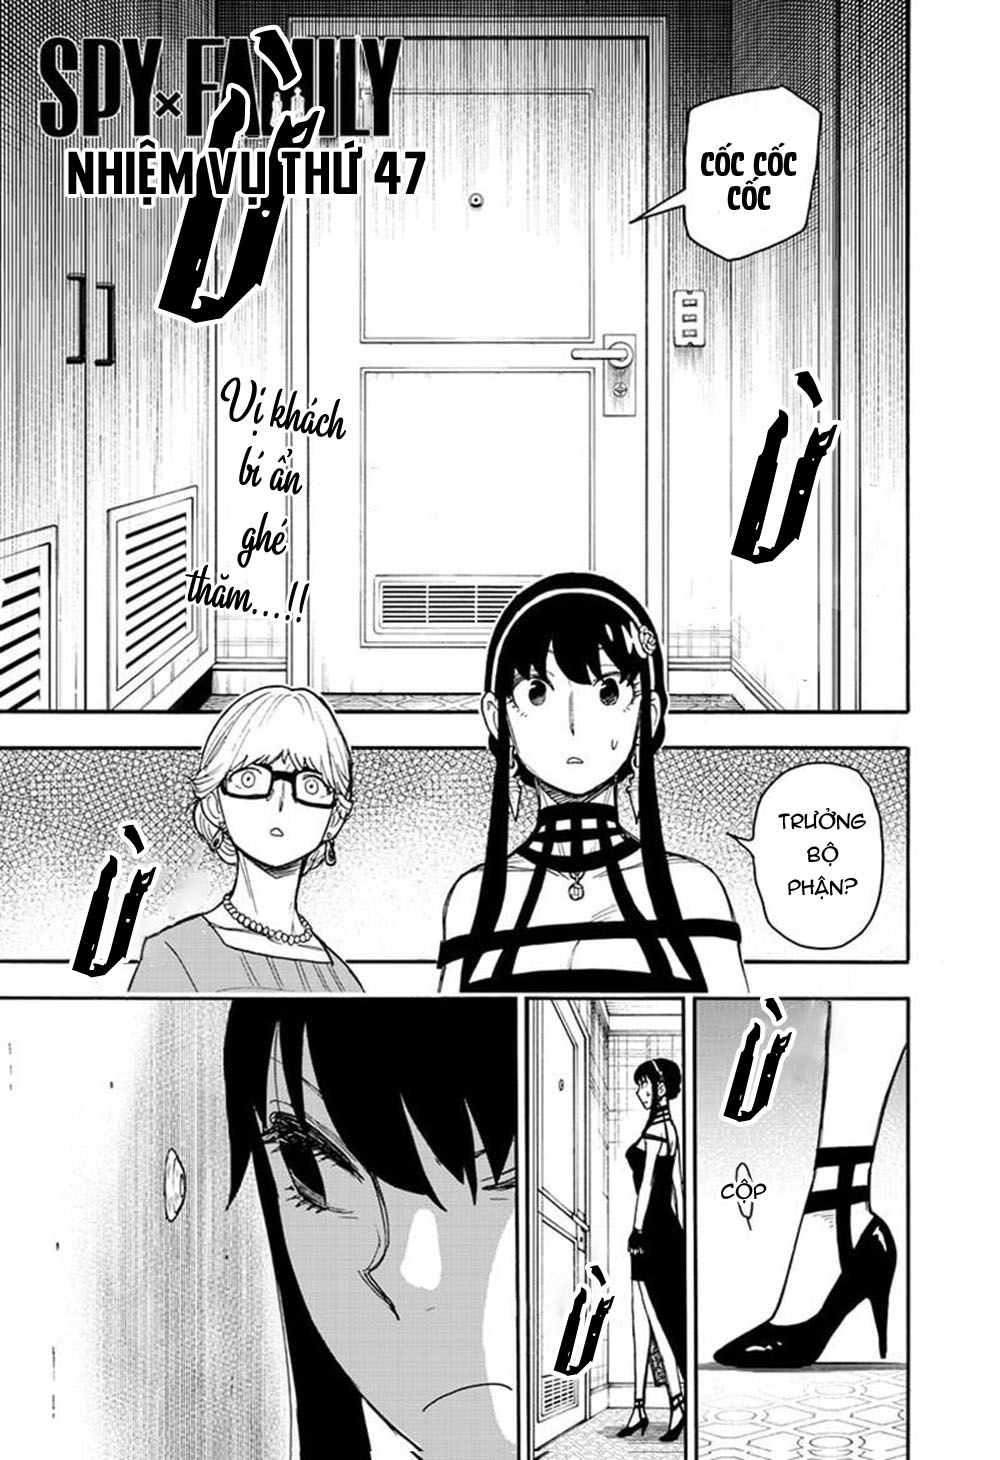 SPY×FAMILY
NHIỆM VỤ THỨ 47
CỐC CỐC
CỐC
Ù
Ù
Vị khách
bí ẩn
ghé
thăm...!!
TRƯỞNG
BỘ
PHẬN?
Ù
Ù
CỘP
Ù